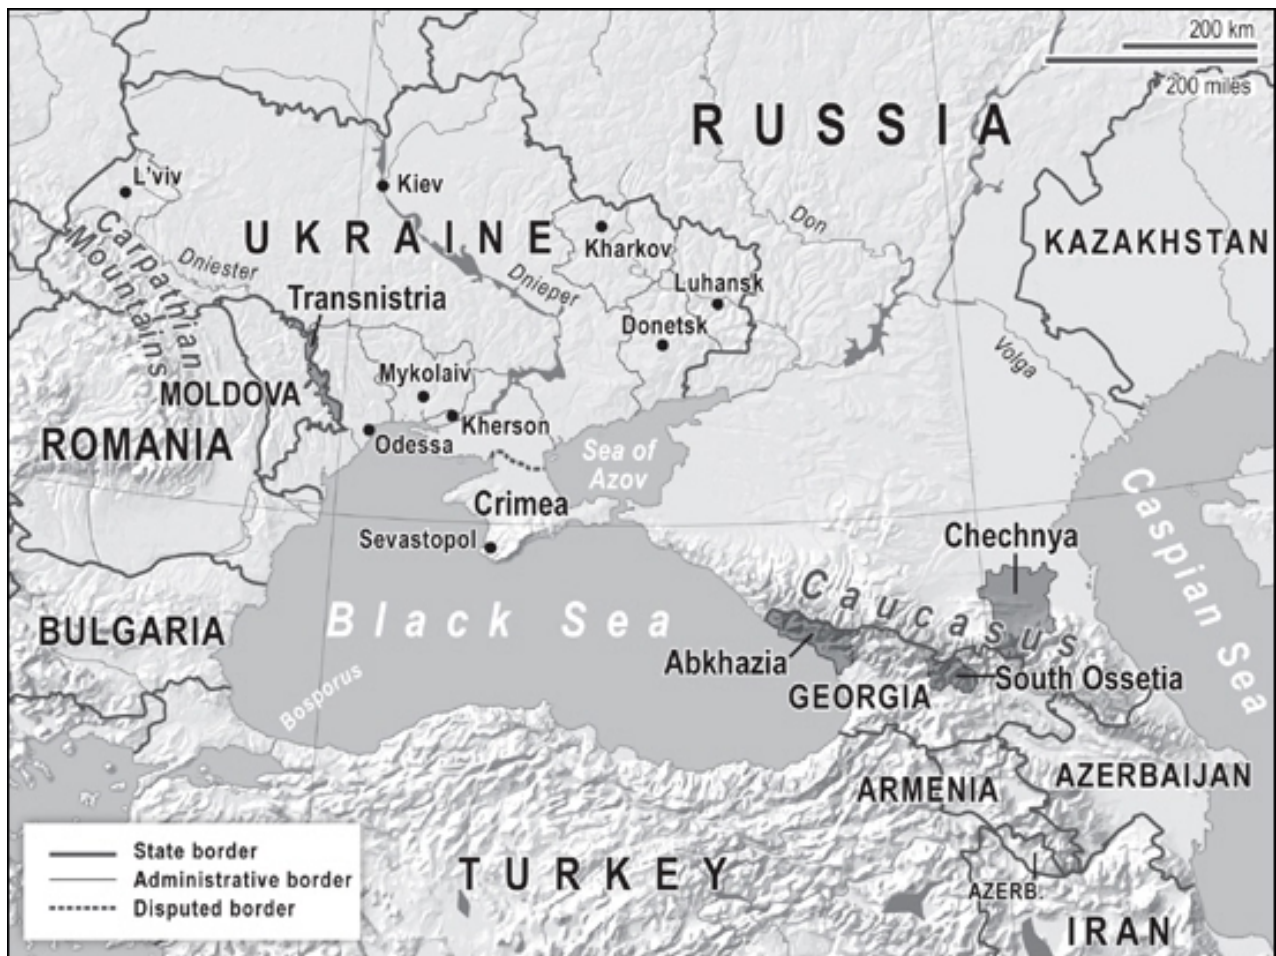 200 km
200 miles
RUSSIA
L'viv
Kiev
UKRAINE
Kharkov
Don
KAZAKHSTAN
Carpathian
Mountains
Dniester
Dnieper
Luhansk
Transnistria
Donetsk
Volga
Mykolaiv
MOLDOVA
Kherson
Odessa
ROMANIA
Sea of
Azov
Crimea
Caspian Sea
Sevastopol
Chechnya
Caucasus
Black Sea
BULGARIA
Abkhazia
South Ossetia
GEORGIA
Bosporus
ARMENIA
AZERBAIJAN
State border
Administrative border
Disputed border
TURKEY
AZERB.
IRAN